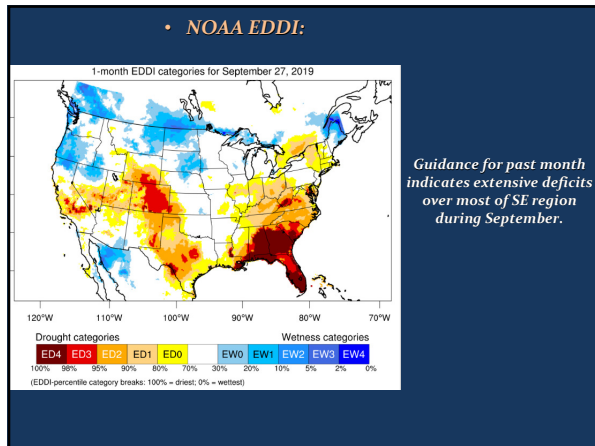 • NOAA EDDI:
1-month EDDI categories for September 27, 2019
Guidance for past month
indicates extensive deficits
over most of SE region
during September.
120°W 110°W 100°W 90°W 80°W 70°W
Drought categories Wetness categories
ED4 ED3 ED2 ED1 ED0 EW0 EW1 EW2 EW3 EW4
100% 98% 95% 90% 80% 70% 30% 20% 10% 5% 2% 0%
(EDDI-percentile category breaks: 100% = driest; 0% = wettest)